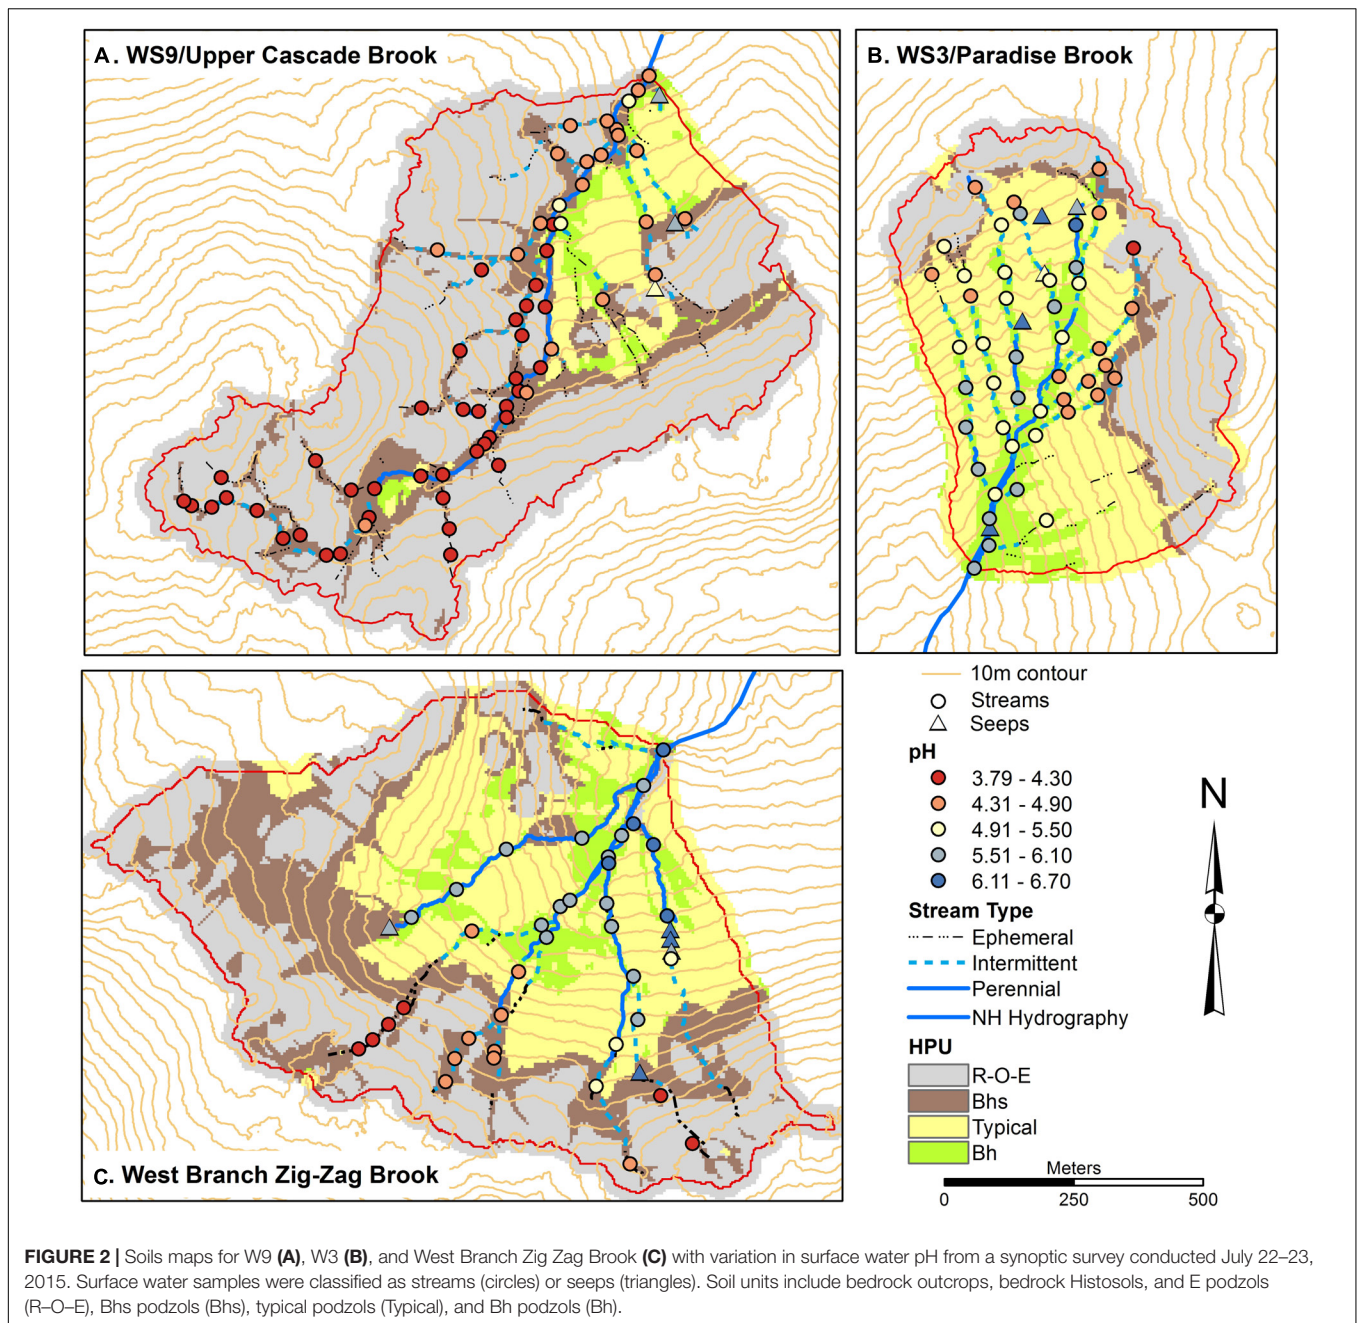 A. WS9/Upper Cascade Brook
B. WS3/Paradise Brook
C. West Branch Zig-Zag Brook
10m contour
Streams
Seeps
pH
3.79 - 4.30
4.31 - 4.90
4.91 - 5.50
5.51 - 6.10
6.11 - 6.70
Stream Type
Ephemeral
Intermittent
Perennial
NH Hydrography
HPU
R-O-E
Bhs
Typical
Bh
N
Meters
0 250 500
FIGURE 2 | Soils maps for W9 (A), W3 (B), and West Branch Zig Zag Brook (C) with variation in surface water pH from a synoptic survey conducted July 22–23,
2015. Surface water samples were classified as streams (circles) or seeps (triangles). Soil units include bedrock outcrops, bedrock Histosols, and E podzols
(R–O–E), Bhs podzols (Bhs), typical podzols (Typical), and Bh podzols (Bh).